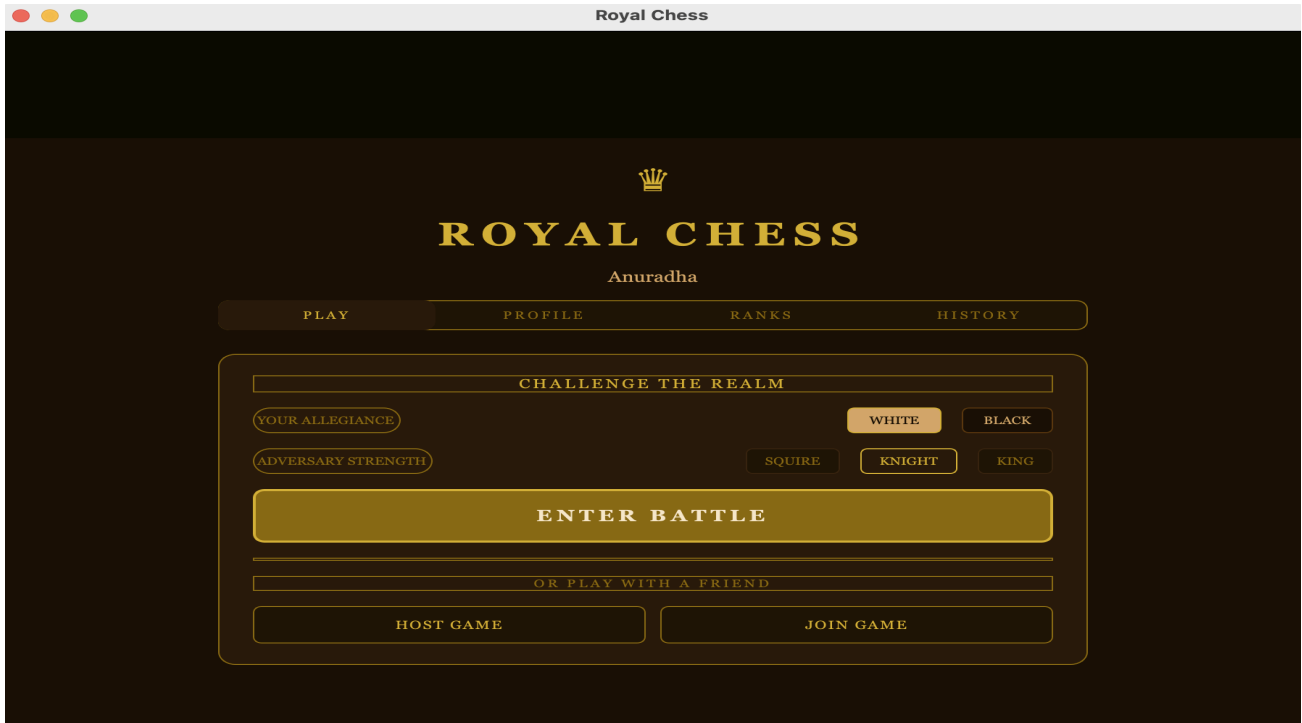 Royal Chess
ROYAL CHESS
Anuradha
PLAY PROFILE RANKS HISTORY
CHALLENGE THE REALM
YOUR ALLEGIANCE WHITE BLACK
ADVERSARY STRENGTH SQUIRE KNIGHT KING
ENTER BATTLE
OR PLAY WITH A FRIEND
HOST GAME JOIN GAME